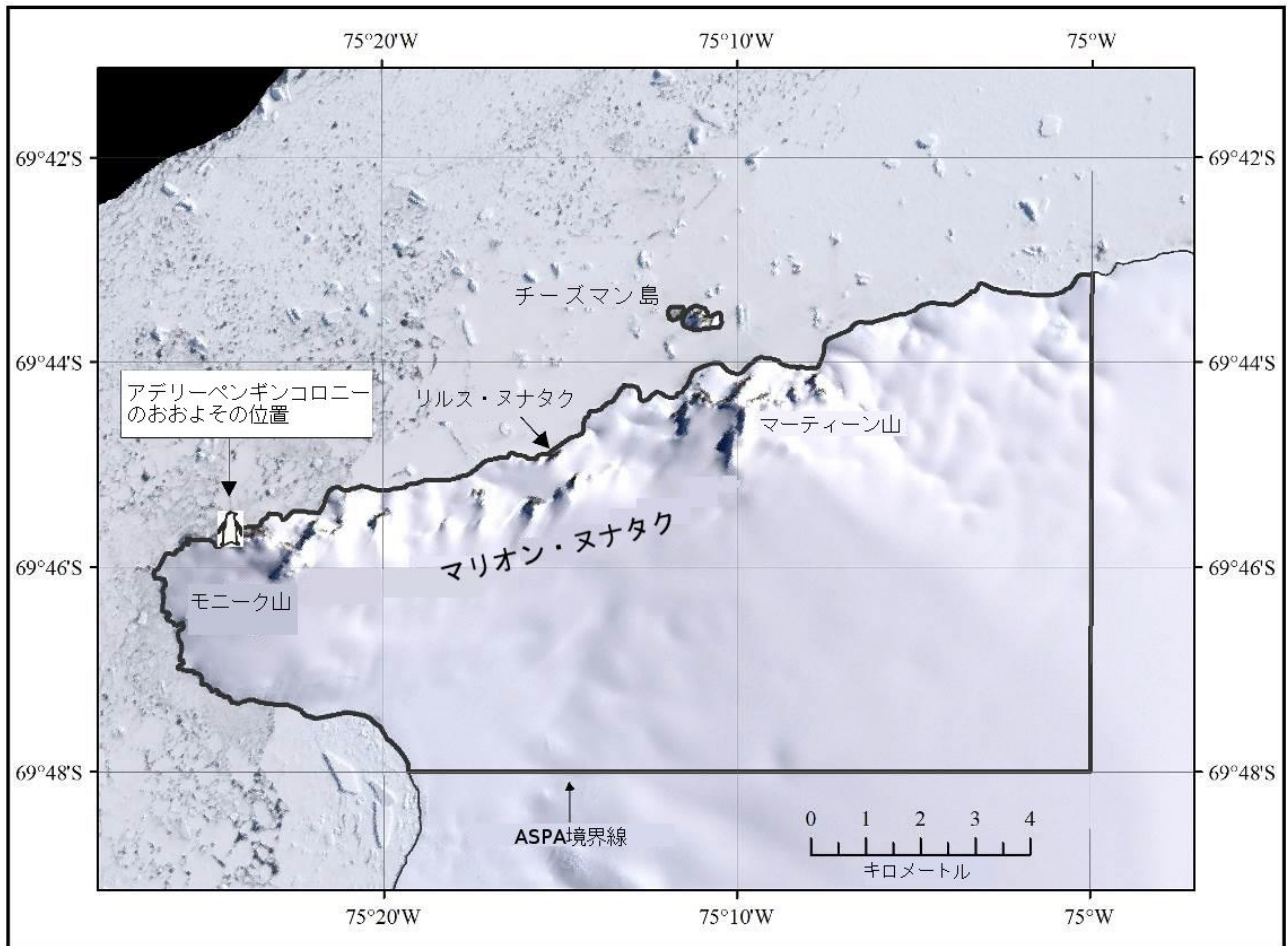 75°20'W
75°10'W
75°W
69°42'S
69°42'S
チーズマン島
69°44'S
69°44'S
アデリーペンギンコロニー
のおおよその位置
リルス・ヌナタク
マーティーン山
マリオン・ヌナタク
69°46'S
69°46'S
モニーク山
69°48'S
69°48'S
ASPA境界線
0 1 2 3 4
キロメートル
75°20'W
75°10'W
75°W